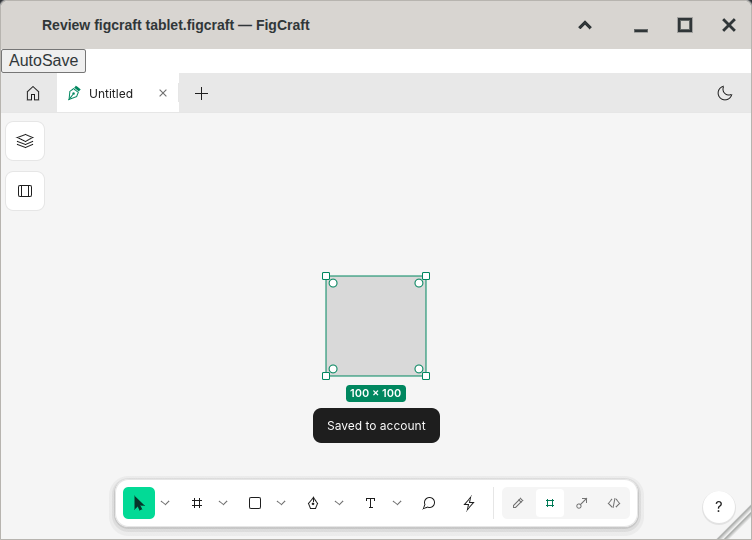 Review figcraft tablet.figcraft — FigCraft
AutoSave
Untitled
100 × 100
Saved to account
T
?